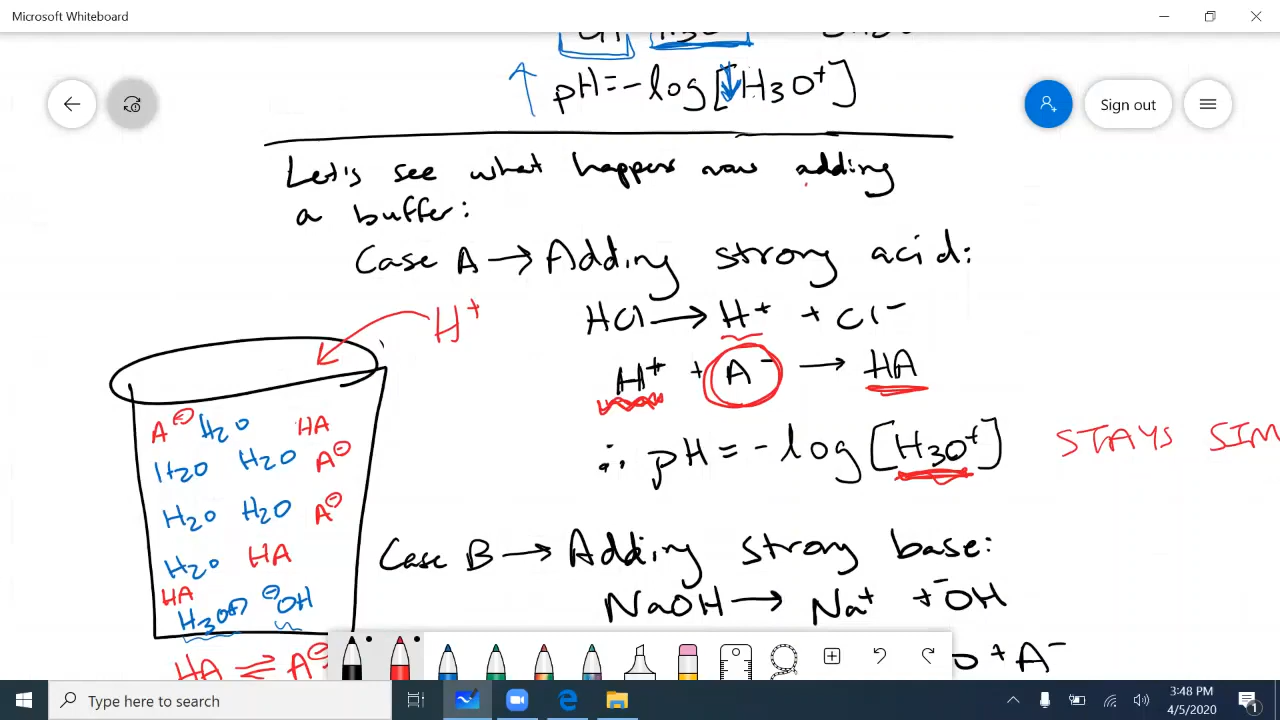 Microsoft Whiteboard
pH = -log[↓H3O+]
Sign out
Let's see what happens now adding
a buffer:
Case A → Adding strong acid:
H+
HCl → H+ + Cl-
H+ + A- → HA
∴ pH = -log[H3O+] STAYS SIM
A⊖ H2O HA
H2O H2O A⊖
H2O H2O A⊖
H2O HA
HA
H3O⊕ ⊖OH
HA ⇌ A⊖
Case B → Adding strong base:
NaOH → Na+ + -OH
+ A-
Type here to search
3:48 PM
4/5/2020
1